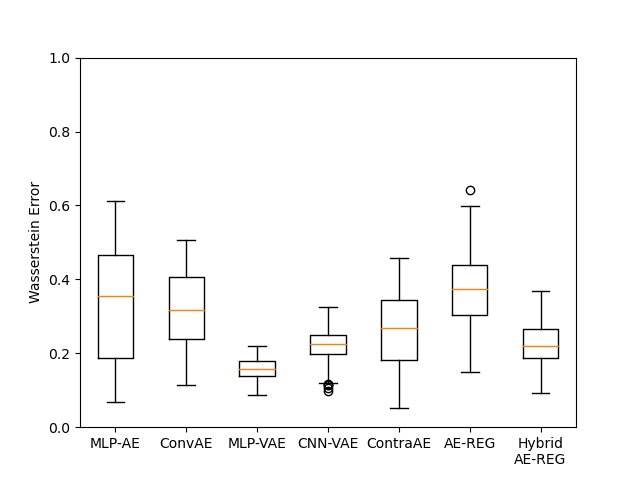 1.0
0.8
0.6
0.4
0.2
0.0
Wasserstein Error
MLP-AE ConvAE MLP-VAE CNN-VAE ContraAE AE-REG Hybrid
AE-REG